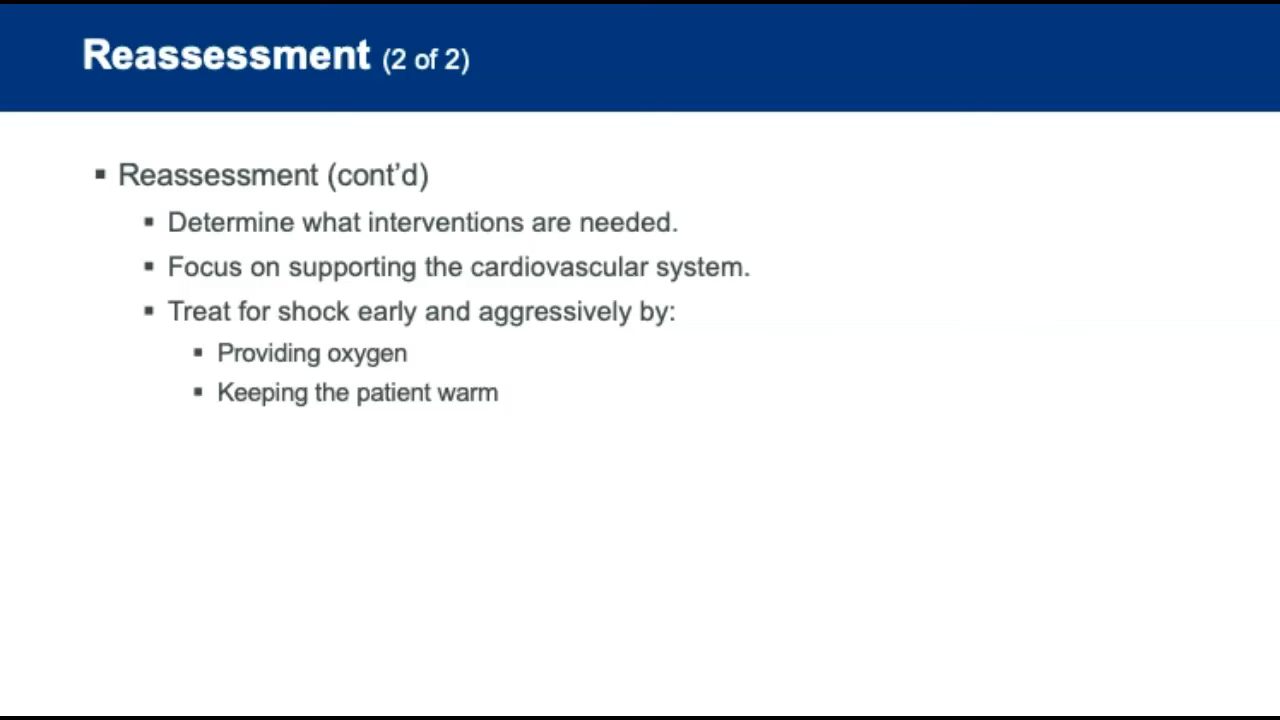 Reassessment (2 of 2)
▪ Reassessment (cont’d)
▪ Determine what interventions are needed.
▪ Focus on supporting the cardiovascular system.
▪ Treat for shock early and aggressively by:
▪ Providing oxygen
▪ Keeping the patient warm